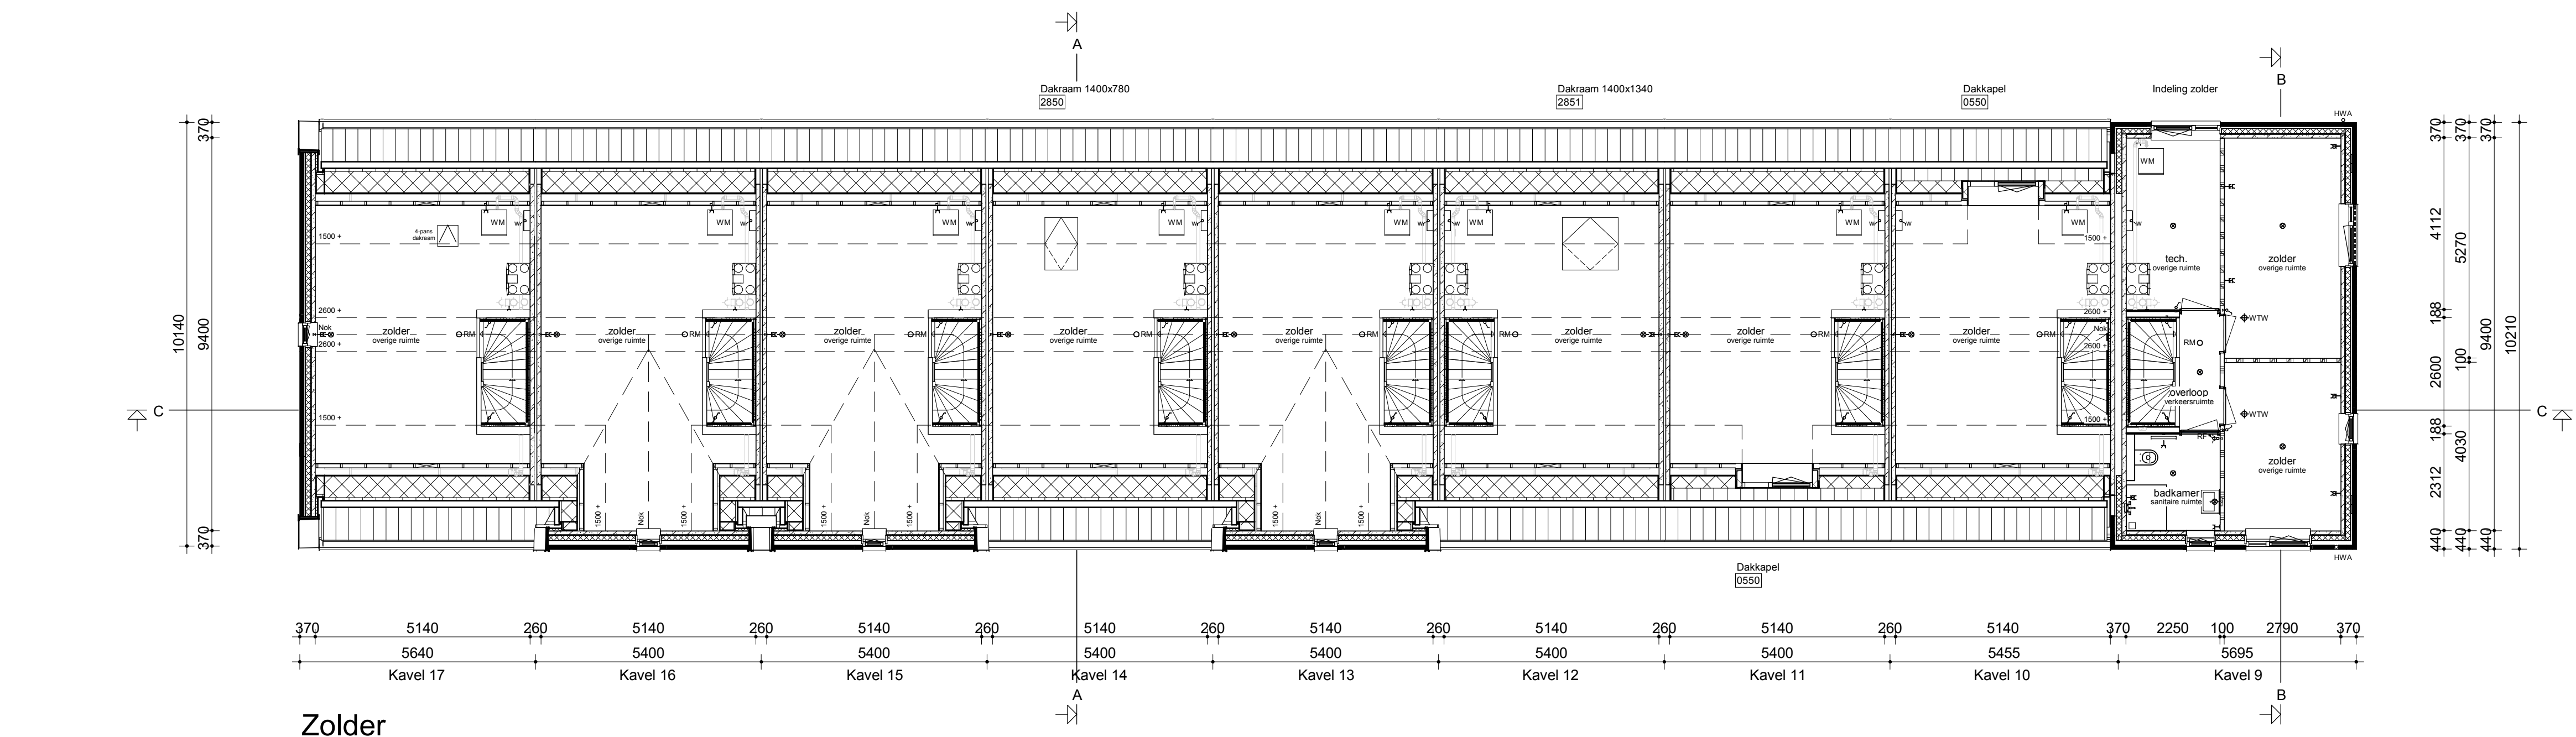 A
B
Dakraam 1400x780
2850
Dakraam 1400x1340
2851
Dakkapel
0550
Indeling zolder
HWA
370
370
370 370 370
WM WM WM WM WM WM WM WM WM
4-pans
dakraam
1500 +
1500 +
4112
5270
tech.
overige ruimte
zolder
overige ruimte
2600 +
2600 +
WTW
188
Nok
Nok
10140
9400
9400
10210
zolder
overige ruimte
RM
zolder
overige ruimte
RM
zolder
overige ruimte
RM
zolder
overige ruimte
RM
zolder
overige ruimte
RM
RM
zolder
overige ruimte
zolder
overige ruimte
RM
zolder
overige ruimte
RM
RM
2600 +
2600 +
2600
100
overloop
verkeersruimte
C
C
WTW
1500 +
1500 +
188
4030
zolder
overige ruimte
badkamer
sanitaire ruimte
2312
1500 + Nok 1500 +
1500 + Nok 1500 +
1500 + Nok 1500 +
370
440
440 440 440
HWA
Dakkapel
0550
370 5140 260 5140 260 5140 260 5140 260 5140 260 5140 260 5140 260 5140 370 2250 100 2790 370
5640 5400 5400 5400 5400 5400 5400 5455 5695
Kavel 17 Kavel 16 Kavel 15 Kavel 14 Kavel 13 Kavel 12 Kavel 11 Kavel 10 Kavel 9
A
B
Zolder